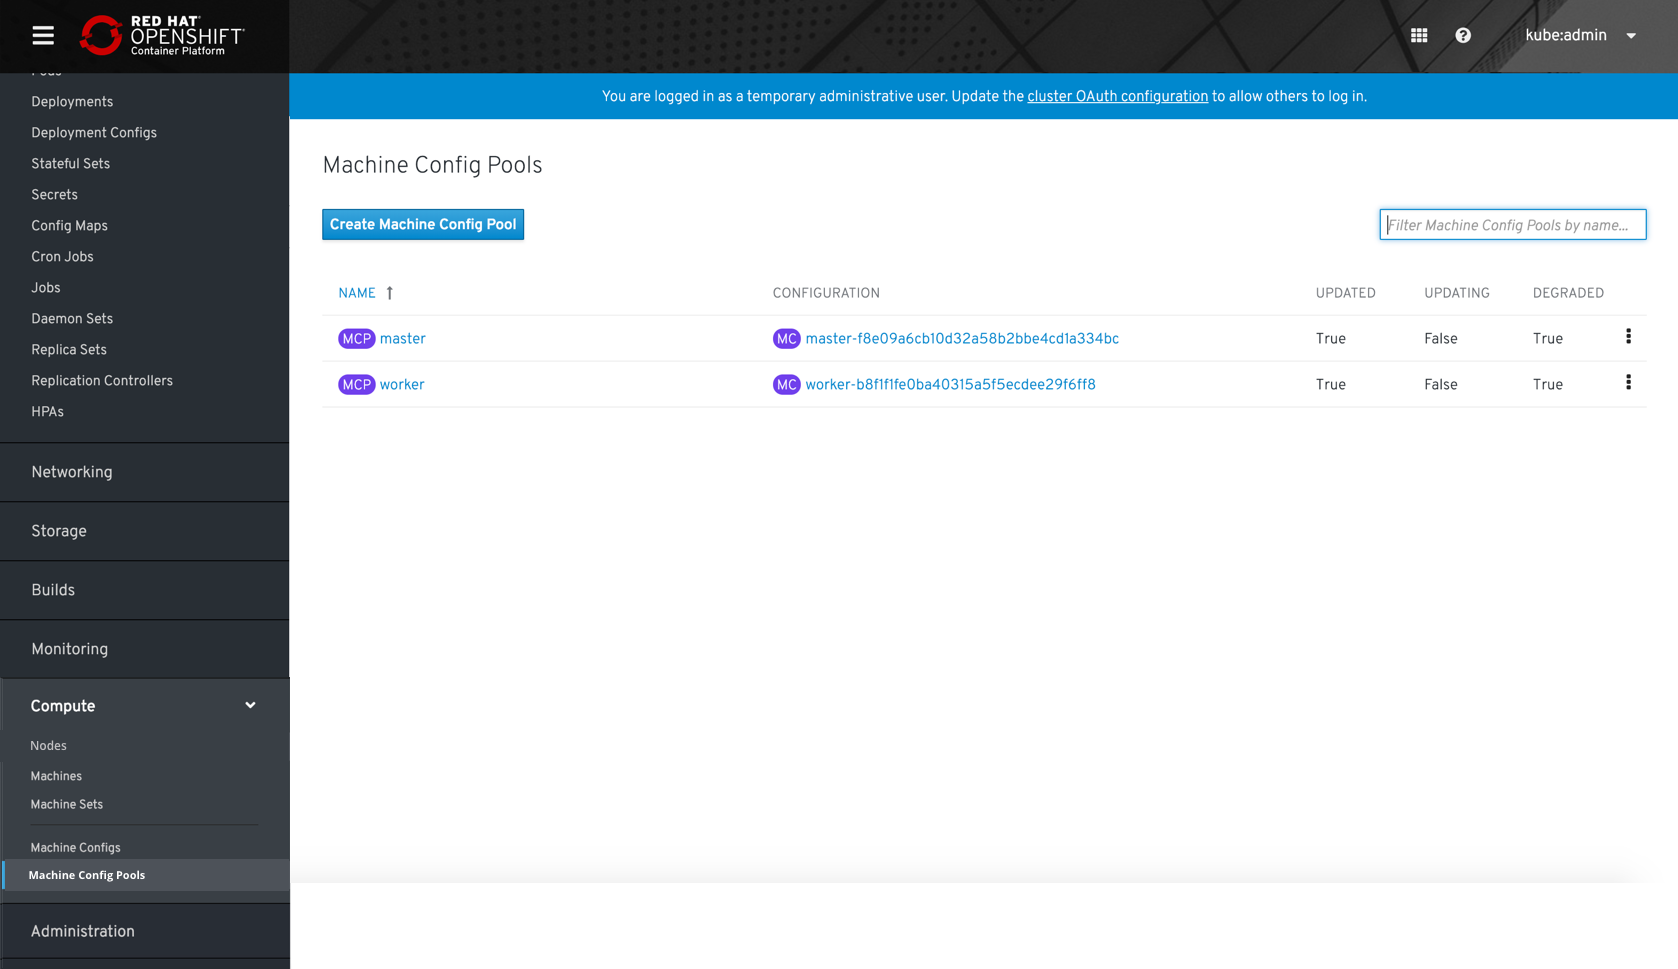 RED HAT
OPENSHIFT
Container Platform
kube:admin
Pods
Deployments
Deployment Configs
Stateful Sets
Secrets
Config Maps
Cron Jobs
Jobs
Daemon Sets
Replica Sets
Replication Controllers
HPAs
Networking
Storage
Builds
Monitoring
Compute
Nodes
Machines
Machine Sets
Machine Configs
Machine Config Pools
Administration
You are logged in as a temporary administrative user. Update the cluster OAuth configuration to allow others to log in.
Machine Config Pools
Create Machine Config Pool
Filter Machine Config Pools by name...
NAME ↑ CONFIGURATION UPDATED UPDATING DEGRADED
MCP master MC master-f8e09a6cb10d32a58b2bbe4cd1a334bc True False True
MCP worker MC worker-b8f1f1fe0ba40315a5f5ecdee29f6ff8 True False True